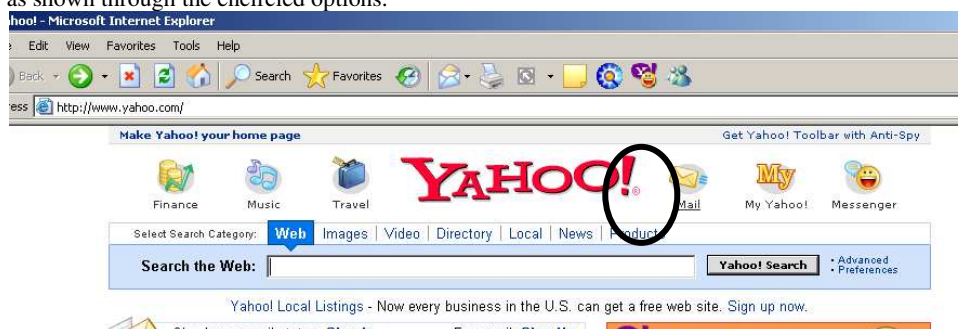 as shown through the encircled options.
hoo! - Microsoft Internet Explorer
Edit View Favorites Tools Help
Back Search Favorites
ess http://www.yahoo.com/
Make Yahoo! your home page Get Yahoo! Toolbar with Anti-Spy
YAHOO!
Finance Music Travel Mail My Yahoo! Messenger
Select Search Category: Web Images | Video | Directory | Local | News | Products
Search the Web: Yahoo! Search • Advanced
• Preferences
Yahoo! Local Listings - Now every business in the U.S. can get a free web site. Sign up now.